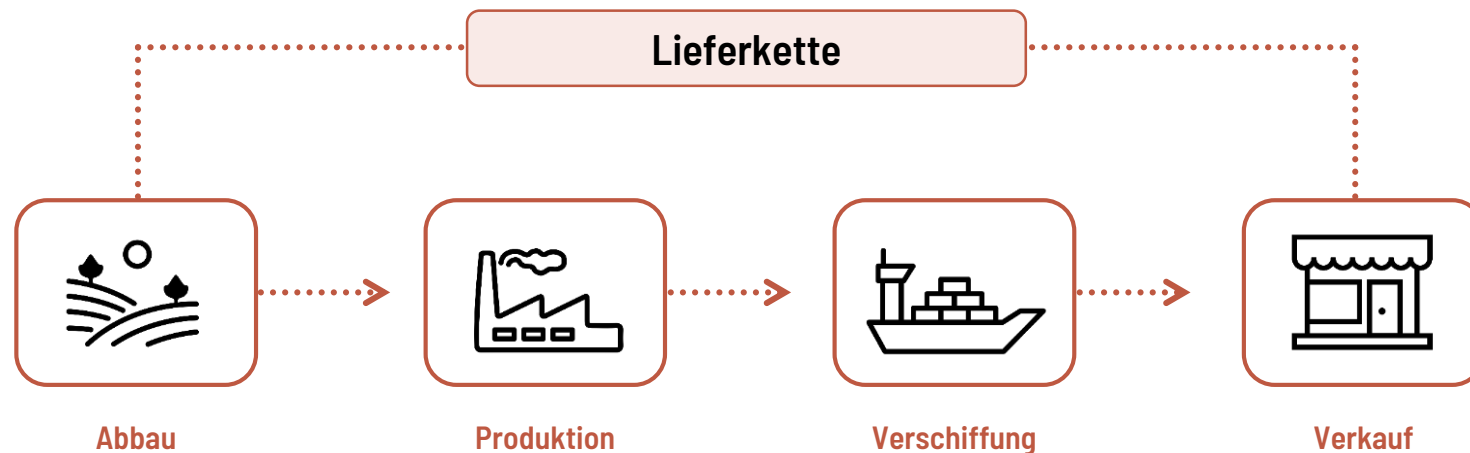 Lieferkette
Abbau
Produktion
Verschiffung
Verkauf